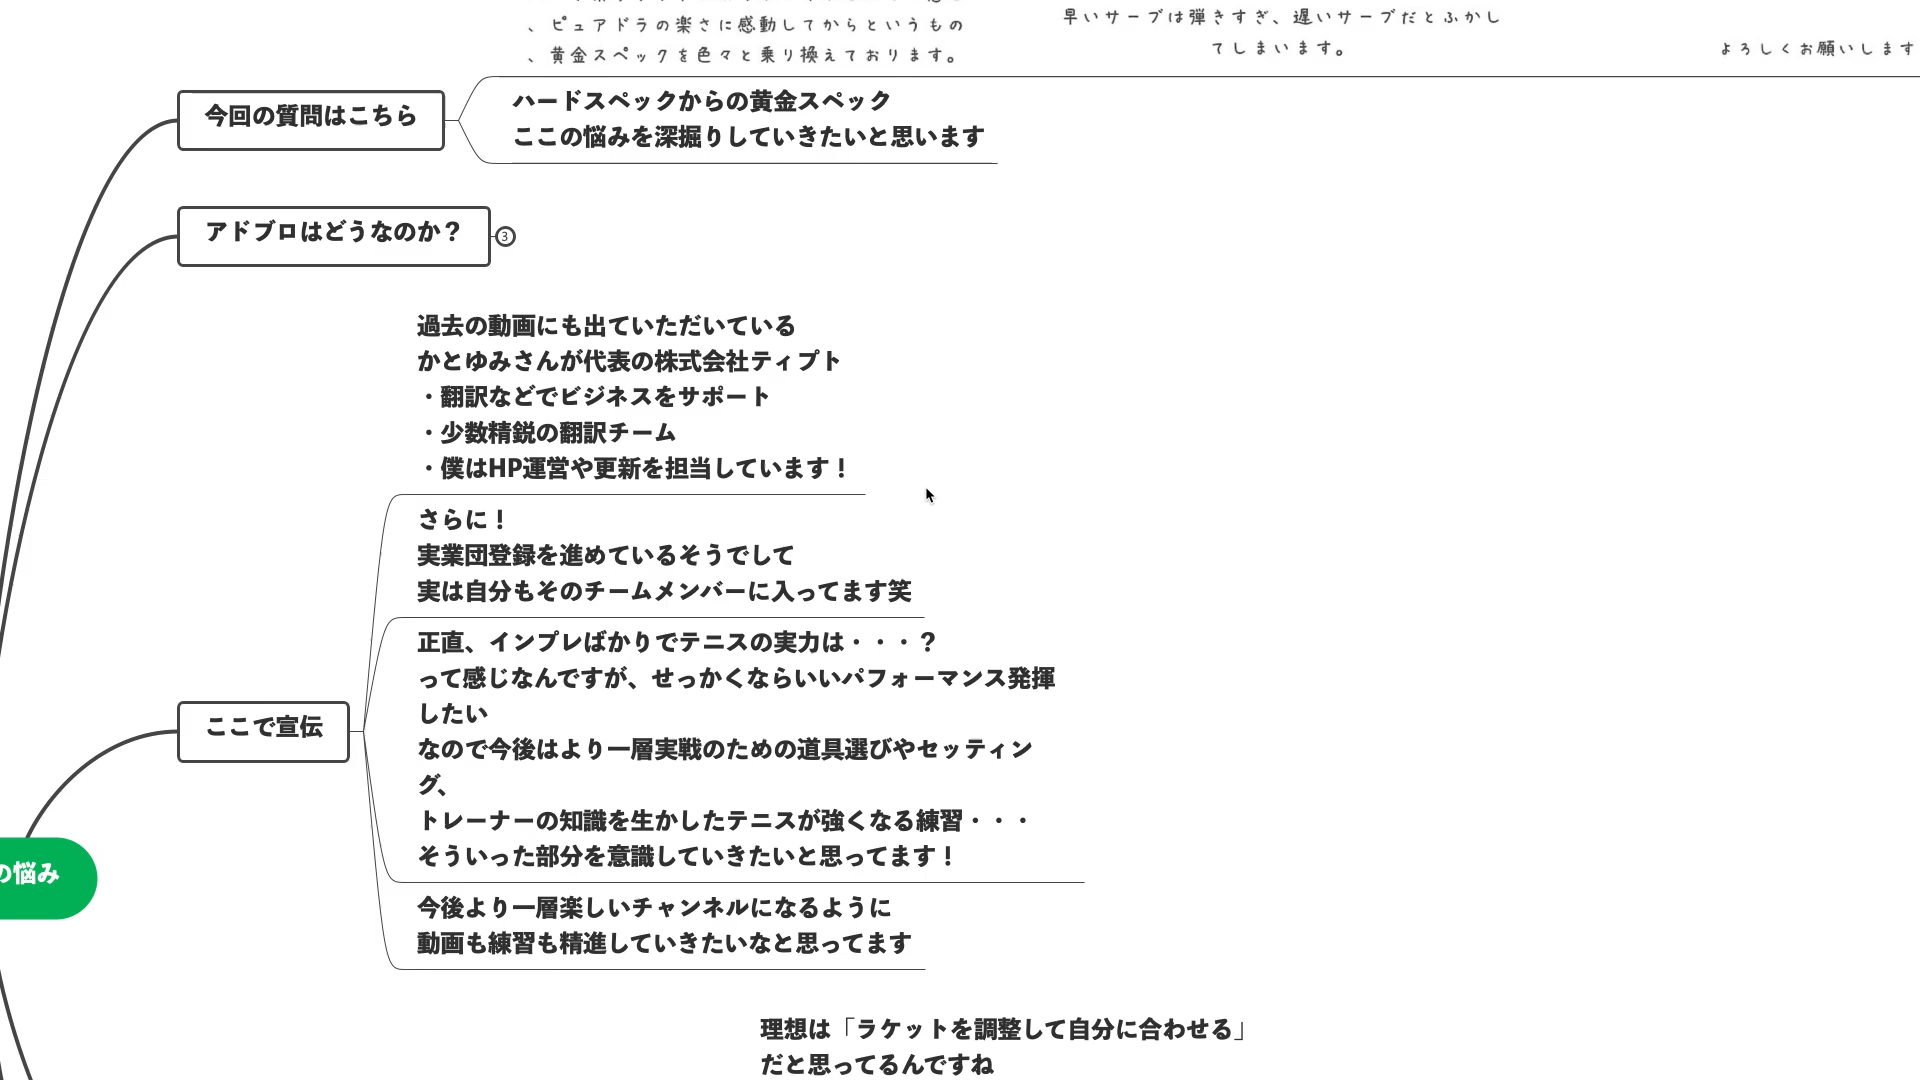 、ピュアドラの楽さに感動してからというもの
、黄金スペックを色々と乗り換えております。
早いサーブは弾きすぎ、遅いサーブだとふかし
てしまいます。
よろしくお願いします
今回の質問はこちら
ハードスペックからの黄金スペック
ここの悩みを深掘りしていきたいと思います
アドブロはどうなのか？
3
過去の動画にも出ていただいている
かとゆみさんが代表の株式会社ティプト
・翻訳などでビジネスをサポート
・少数精鋭の翻訳チーム
・僕はHP運営や更新を担当しています！
さらに！
実業団登録を進めているそうでして
実は自分もそのチームメンバーに入ってます笑
ここで宣伝
正直、インプレばかりでテニスの実力は・・・？
って感じなんですが、せっかくならいいパフォーマンス発揮
したい
なので今後はより一層実戦のための道具選びやセッティン
グ、
トレーナーの知識を生かしたテニスが強くなる練習・・・
そういった部分を意識していきたいと思ってます！
の悩み
今後より一層楽しいチャンネルになるように
動画も練習も精進していきたいなと思ってます
理想は「ラケットを調整して自分に合わせる」
だと思ってるんですね